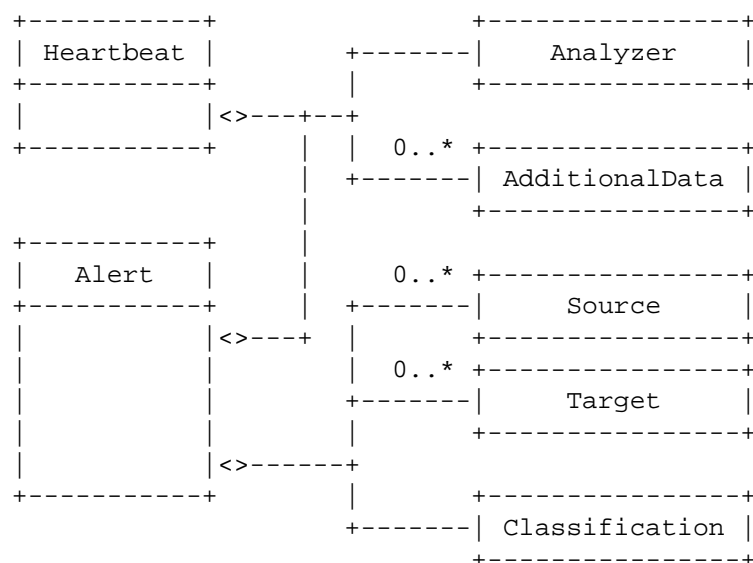 Heartbeat
Analyzer
<>
0..*
AdditionalData
Alert
0..*
Source
<>
0..*
Target
<>
Classification